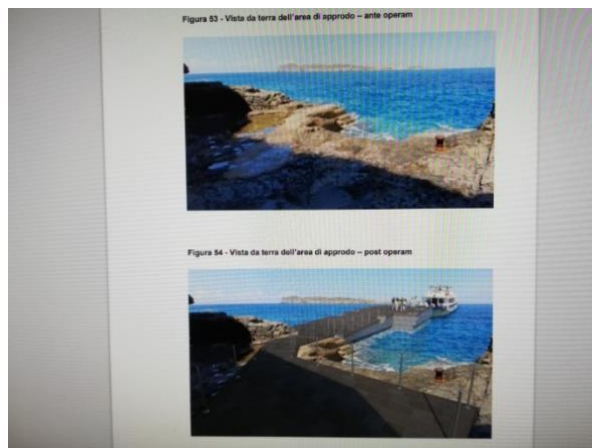 Figura 53 - Vista da terra dell'area di approdo – ante operam
Figura 54 - Vista da terra dell'area di approdo – post operam